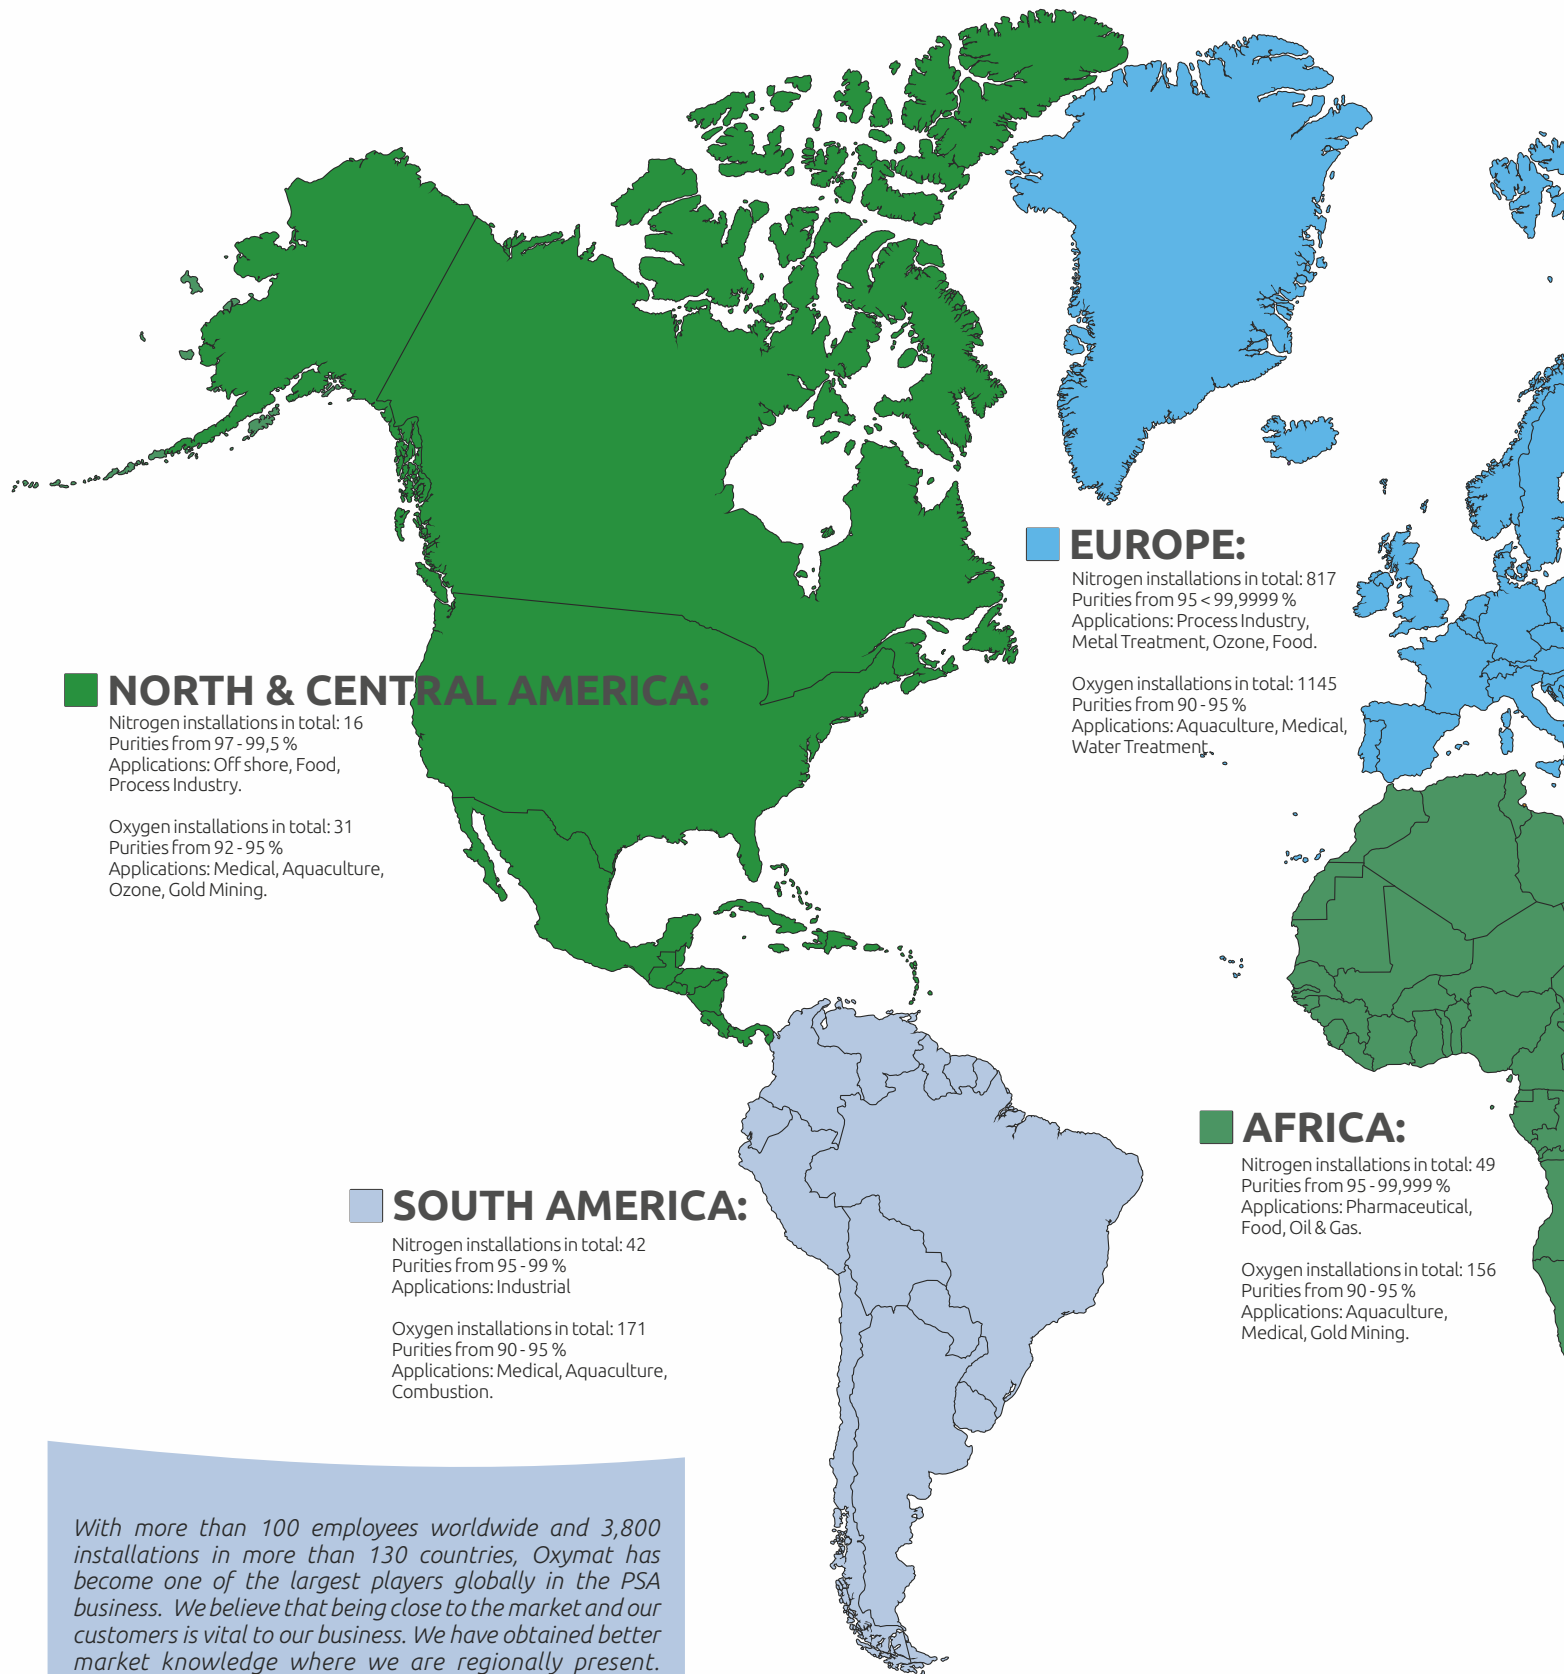 EUROPE:
Nitrogen installations in total: 817
Purities from 95 < 99,9999 %
Applications: Process Industry,
Metal Treatment, Ozone, Food.
Oxygen installations in total: 1145
Purities from 90 - 95 %
Applications: Aquaculture, Medical,
Water Treatment.
NORTH & CENTRAL AMERICA:
Nitrogen installations in total: 16
Purities from 97 - 99,5 %
Applications: Off shore, Food,
Process Industry.
Oxygen installations in total: 31
Purities from 92 - 95 %
Applications: Medical, Aquaculture,
Ozone, Gold Mining.
AFRICA:
Nitrogen installations in total: 49
Purities from 95 - 99,999 %
Applications: Pharmaceutical,
Food, Oil & Gas.
Oxygen installations in total: 156
Purities from 90 - 95 %
Applications: Aquaculture,
Medical, Gold Mining.
SOUTH AMERICA:
Nitrogen installations in total: 42
Purities from 95 - 99 %
Applications: Industrial
Oxygen installations in total: 171
Purities from 90 - 95 %
Applications: Medical, Aquaculture,
Combustion.
With more than 100 employees worldwide and 3,800
installations in more than 130 countries, Oxymat has
become one of the largest players globally in the PSA
business. We believe that being close to the market and our
customers is vital to our business. We have obtained better
market knowledge where we are regionally present.